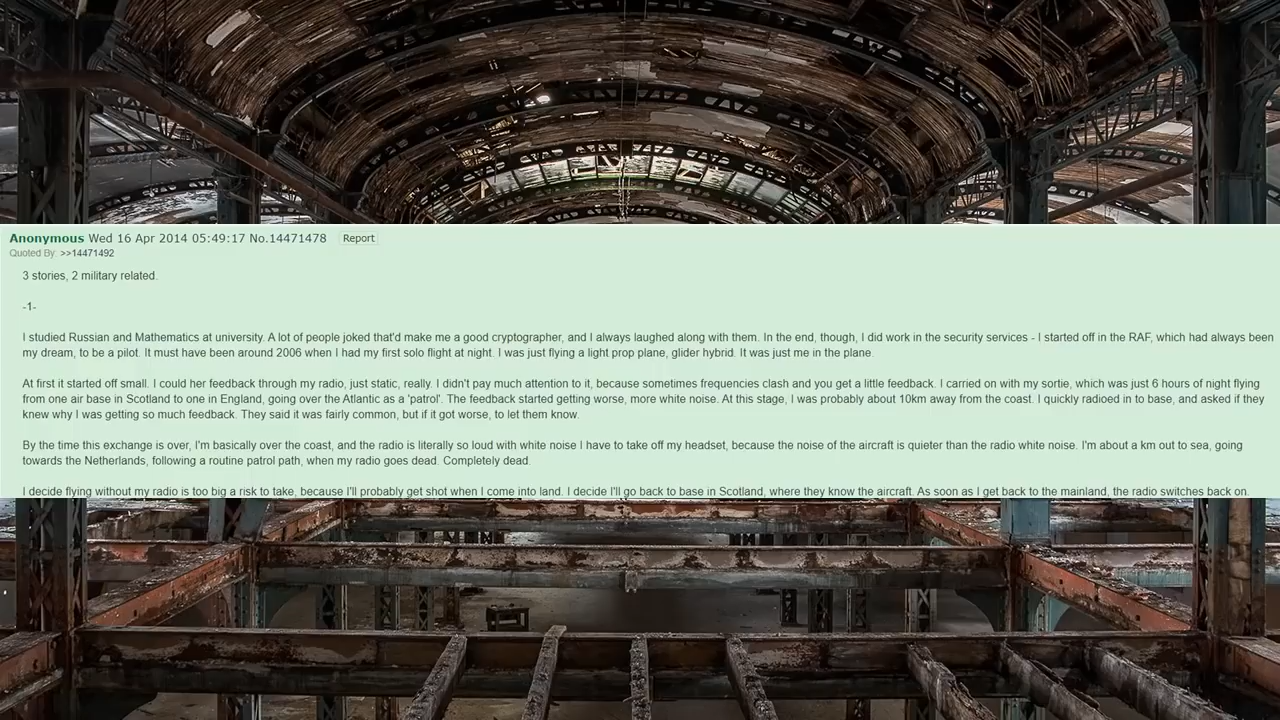 Anonymous Wed 16 Apr 2014 05:49:17 No.14471478 Report
Quoted By: >>14471492
3 stories, 2 military related.
-1-
I studied Russian and Mathematics at university. A lot of people joked that'd make me a good cryptographer, and I always laughed along with them. In the end, though, I did work in the security services - I started off in the RAF, which had always been
my dream, to be a pilot. It must have been around 2006 when I had my first solo flight at night. I was just flying a light prop plane, glider hybrid. It was just me in the plane.
At first it started off small. I could her feedback through my radio, just static, really. I didn't pay much attention to it, because sometimes frequencies clash and you get a little feedback. I carried on with my sortie, which was just 6 hours of night flying
from one air base in Scotland to one in England, going over the Atlantic as a 'patrol'. The feedback started getting worse, more white noise. At this stage, I was probably about 10km away from the coast. I quickly radioed in to base, and asked if they
knew why I was getting so much feedback. They said it was fairly common, but if it got worse, to let them know.
By the time this exchange is over, I'm basically over the coast, and the radio is literally so loud with white noise I have to take off my headset, because the noise of the aircraft is quieter than the radio white noise. I'm about a km out to sea, going
towards the Netherlands, following a routine patrol path, when my radio goes dead. Completely dead.
I decide flying without my radio is too big a risk to take, because I'll probably get shot when I come into land. I decide I'll go back to base in Scotland, where they know the aircraft. As soon as I get back to the mainland, the radio switches back on.